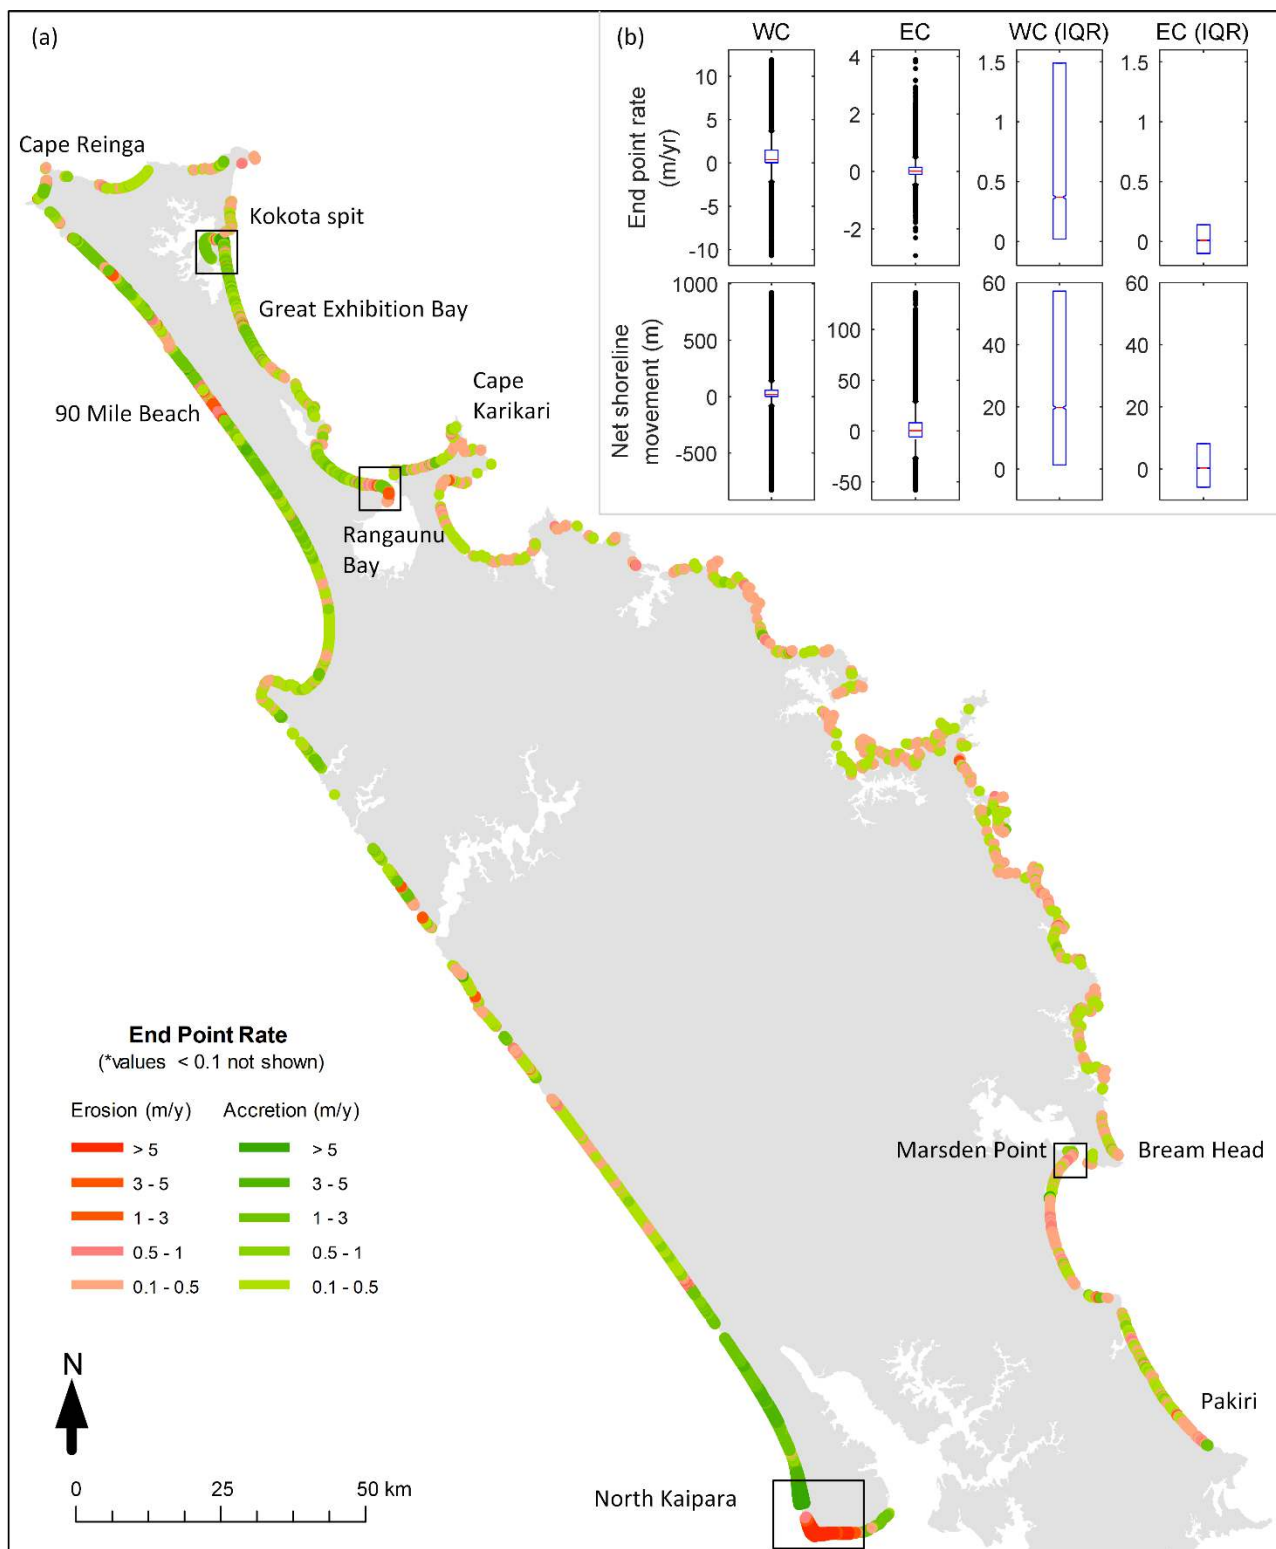 (a)
Cape Reinga
Kokota spit
Great Exhibition Bay
90 Mile Beach
Cape
Karikari
Rangaunu
Bay
Marsden Point
Bream Head
Pakiri
North Kaipara
End Point Rate
(*values < 0.1 not shown)
Erosion (m/y) Accretion (m/y)
> 5 > 5
3 - 5 3 - 5
1 - 3 1 - 3
0.5 - 1 0.5 - 1
0.1 - 0.5 0.1 - 0.5
N
0 25 50 km
(b)
WC EC WC (IQR) EC (IQR)
End point rate
(m/yr)
10
5
0
-5
-10
4
2
0
-2
1.5
1
0.5
0
1.5
1
0.5
0
Net shoreline
movement (m)
1000
500
0
-500
100
50
0
-50
60
40
20
0
60
40
20
0